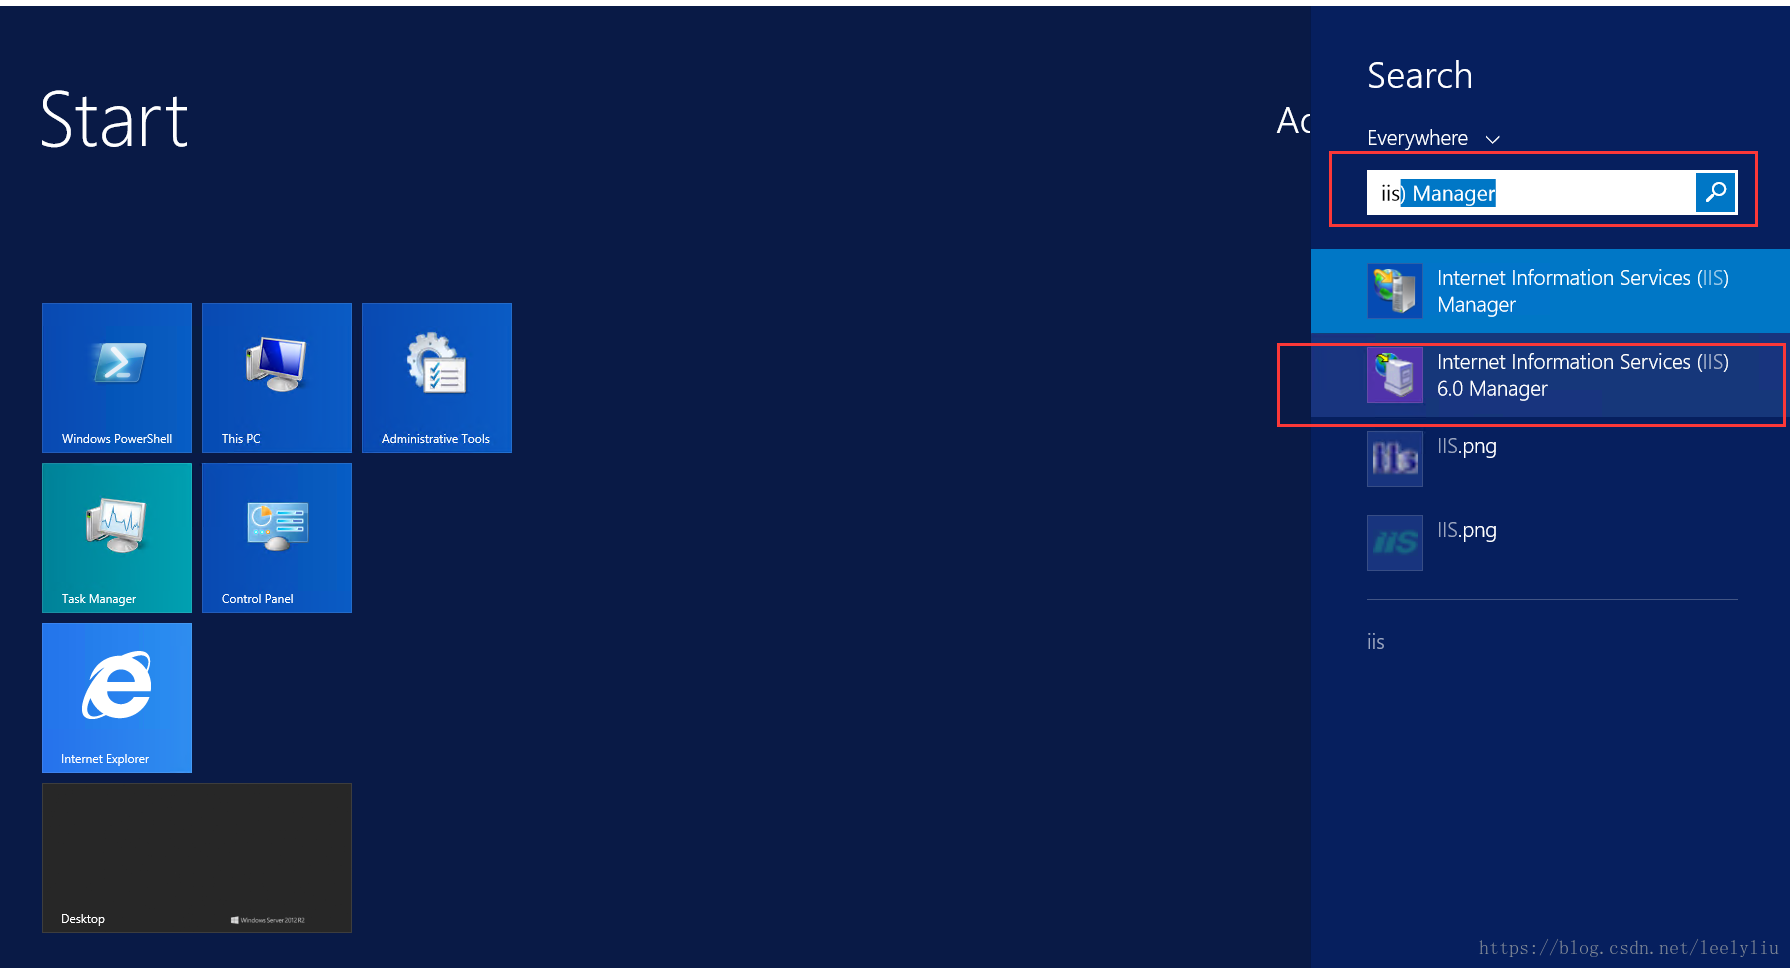 Start
Windows PowerShell
This PC
Administrative Tools
Task Manager
Control Panel
Internet Explorer
Desktop
Windows Server 2012 R2
Ac
Search
Everywhere
iis) Manager
Internet Information Services (IIS)
Manager
Internet Information Services (IIS)
6.0 Manager
iis
IIS.png
iis
IIS.png
iis
https://blog.csdn.net/leelyliu